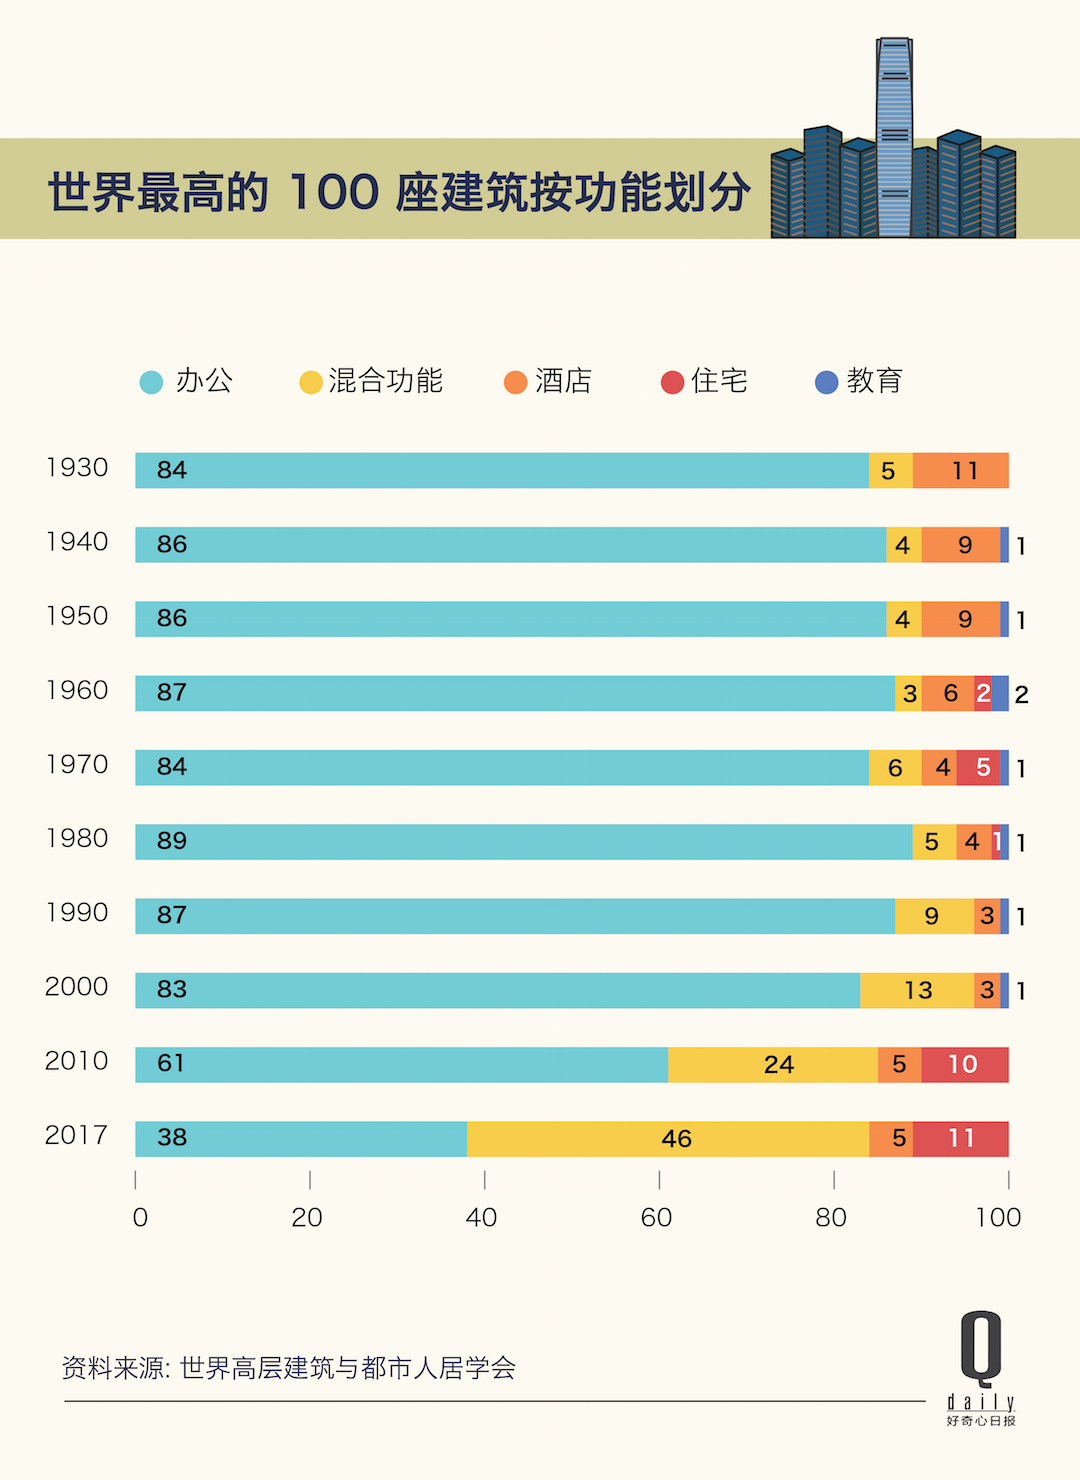 世界最高的 100 座建筑按功能划分
办公 混合功能 酒店 住宅 教育
1930 84 5 11
1940 86 4 9 1
1950 86 4 9 1
1960 87 3 6 2 2
1970 84 6 4 5 1
1980 89 5 4 1 1
1990 87 9 3 1
2000 83 13 3 1
2010 61 24 5 10
2017 38 46 5 11
0 20 40 60 80 100
资料来源: 世界高层建筑与都市人居学会
Q
daily
好奇心日报